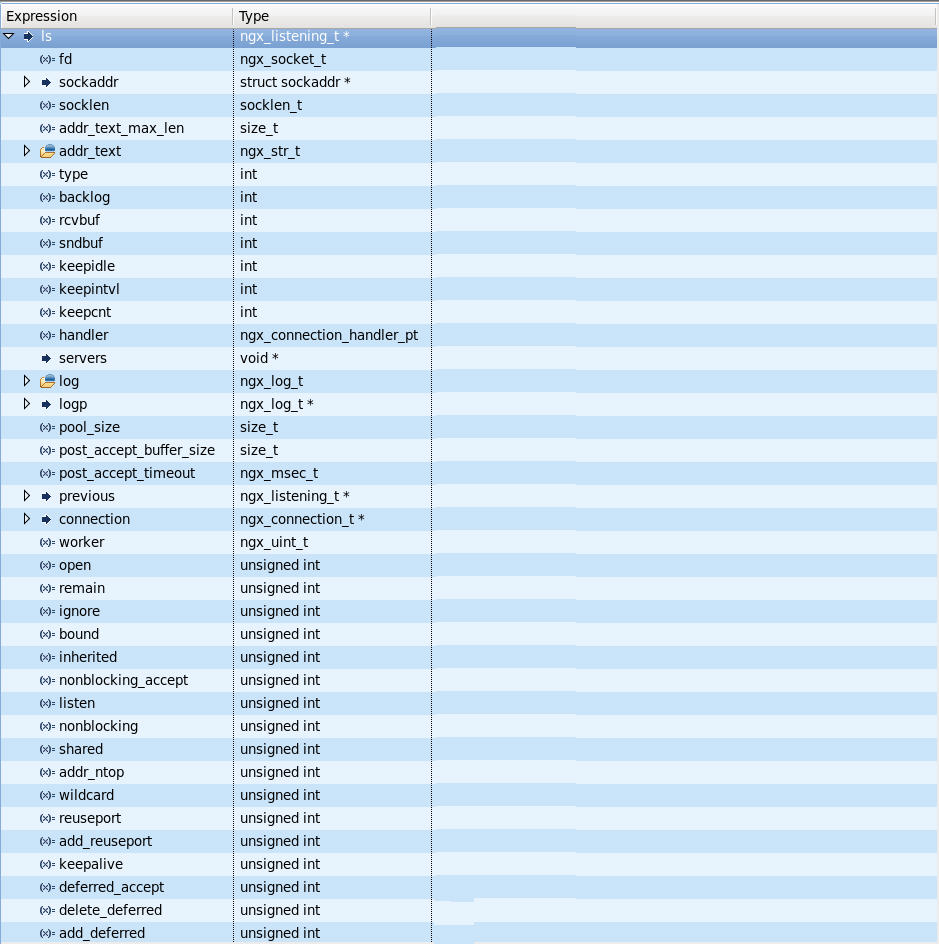 Expression Type
ls ngx_listening_t *
fd ngx_socket_t
sockaddr struct sockaddr *
socklen socklen_t
addr_text_max_len size_t
addr_text ngx_str_t
type int
backlog int
rcvbuf int
sndbuf int
keepidle int
keepintvl int
keepcnt int
handler ngx_connection_handler_pt
servers void *
log ngx_log_t
logp ngx_log_t *
pool_size size_t
post_accept_buffer_size size_t
post_accept_timeout ngx_msec_t
previous ngx_listening_t *
connection ngx_connection_t *
worker ngx_uint_t
open unsigned int
remain unsigned int
ignore unsigned int
bound unsigned int
inherited unsigned int
nonblocking_accept unsigned int
listen unsigned int
nonblocking unsigned int
shared unsigned int
addr_ntop unsigned int
wildcard unsigned int
reuseport unsigned int
add_reuseport unsigned int
keepalive unsigned int
deferred_accept unsigned int
delete_deferred unsigned int
add_deferred unsigned int